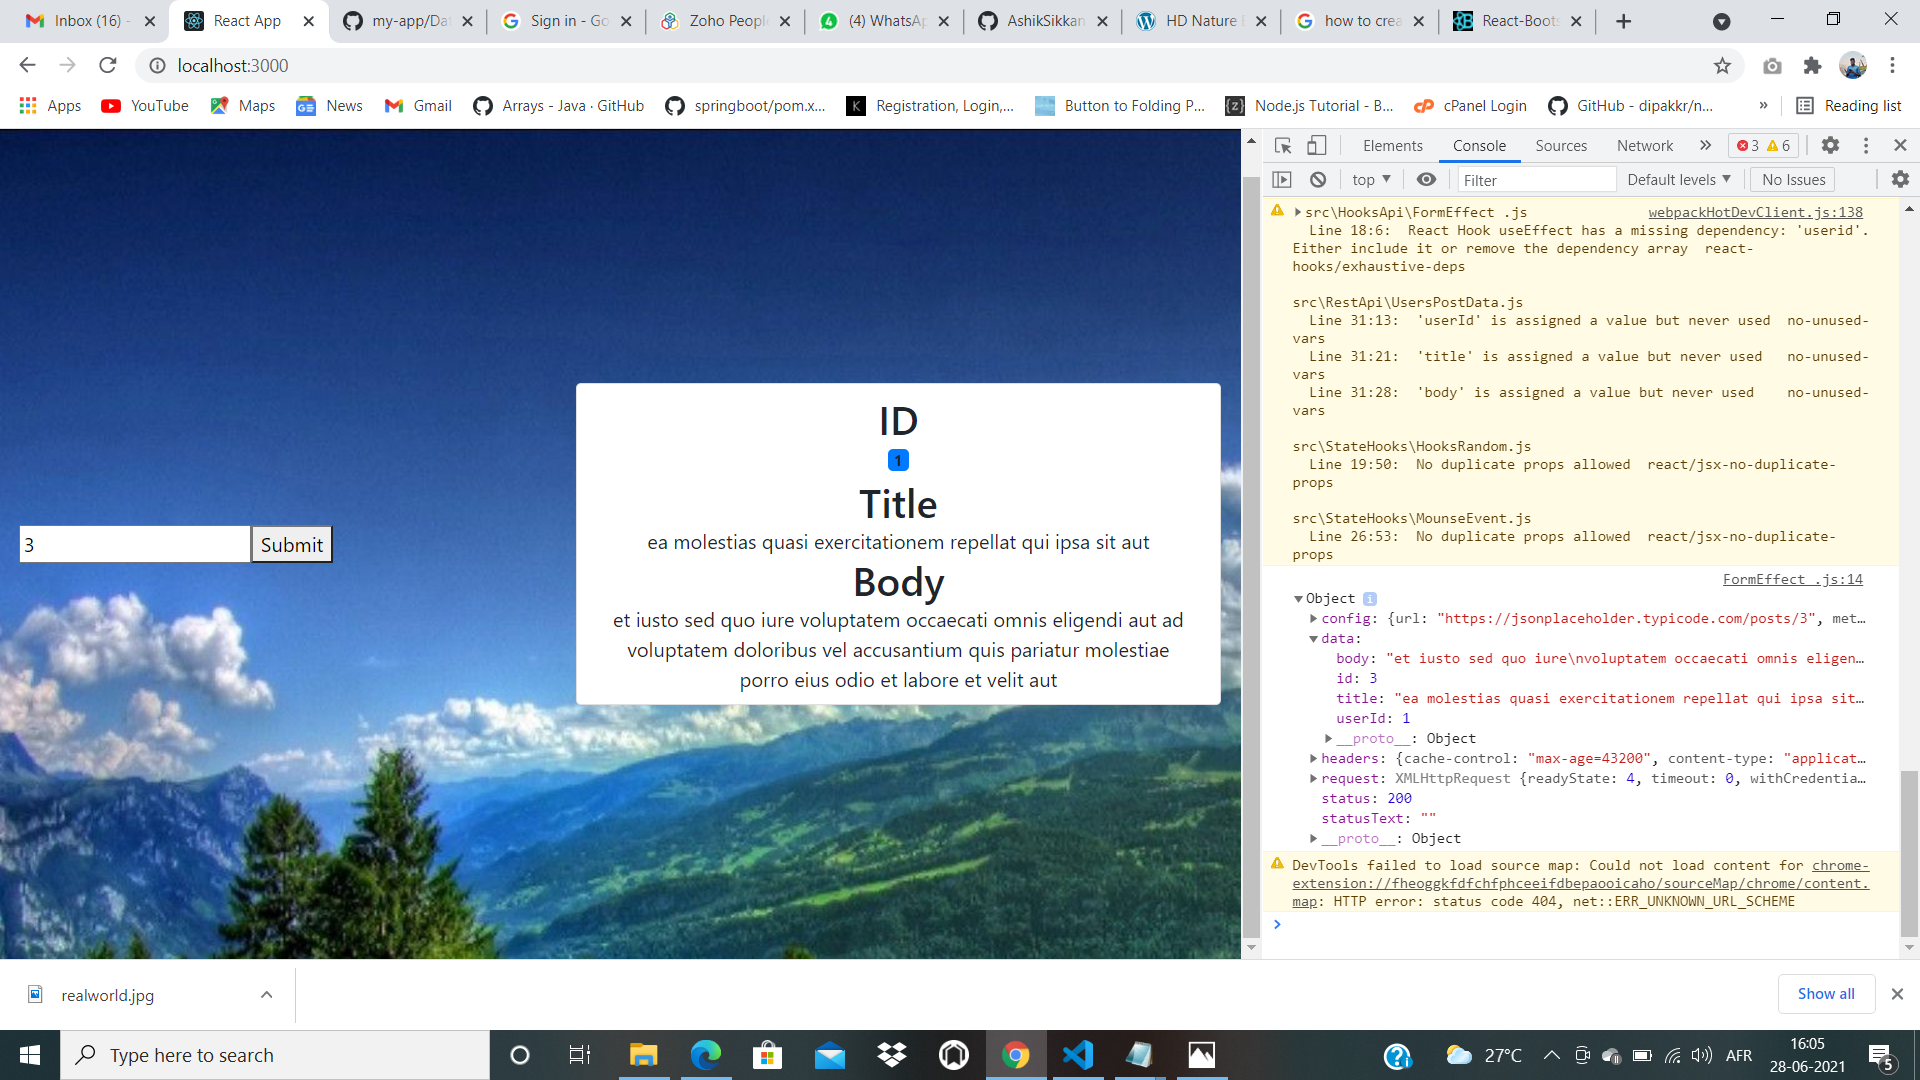 Inbox (16) -
React App
my-app/Dat
Sign in - Go
Zoho People
(4) WhatsAp
AshikSikkan
HD Nature
how to crea
React-Boots
localhost:3000
Apps
YouTube
Maps
News
Gmail
Arrays - Java · GitHub
springboot/pom.x...
Registration, Login,...
Button to Folding P...
Node.js Tutorial - B...
cPanel Login
GitHub - dipakkr/n...
»
Reading list
3
Submit
ID
1
Title
ea molestias quasi exercitationem repellat qui ipsa sit aut
Body
et iusto sed quo iure voluptatem occaecati omnis eligendi aut ad
voluptatem doloribus vel accusantium quis pariatur molestiae
porro eius odio et labore et velit aut
Elements
Console
Sources
Network
»
3
6
top
Filter
Default levels
No Issues
src\HooksApi\FormEffect .js
webpackHotDevClient.js:138
Line 18:6:  React Hook useEffect has a missing dependency: 'userid'.
Either include it or remove the dependency array  react-
hooks/exhaustive-deps
src\RestApi\UsersPostData.js
Line 31:13:  'userId' is assigned a value but never used  no-unused-
vars
Line 31:21:  'title' is assigned a value but never used   no-unused-
vars
Line 31:28:  'body' is assigned a value but never used    no-unused-
vars
src\StateHooks\HooksRandom.js
Line 19:50:  No duplicate props allowed  react/jsx-no-duplicate-
props
src\StateHooks\MounseEvent.js
Line 26:53:  No duplicate props allowed  react/jsx-no-duplicate-
props
FormEffect .js:14
Object i
config: {url: "https://jsonplaceholder.typicode.com/posts/3", met…
data:
body: "et iusto sed quo iure\nvoluptatem occaecati omnis eligen…
id: 3
title: "ea molestias quasi exercitationem repellat qui ipsa sit…
userId: 1
__proto__: Object
headers: {cache-control: "max-age=43200", content-type: "applicat…
request: XMLHttpRequest {readyState: 4, timeout: 0, withCredentia…
status: 200
statusText: ""
__proto__: Object
DevTools failed to load source map: Could not load content for chrome-
extension://fheoggkfdfchfphceeifdbepaooicaho/sourceMap/chrome/content.
map: HTTP error: status code 404, net::ERR_UNKNOWN_URL_SCHEME
realworld.jpg
Show all
Type here to search
27°C
AFR
16:05
28-06-2021
5